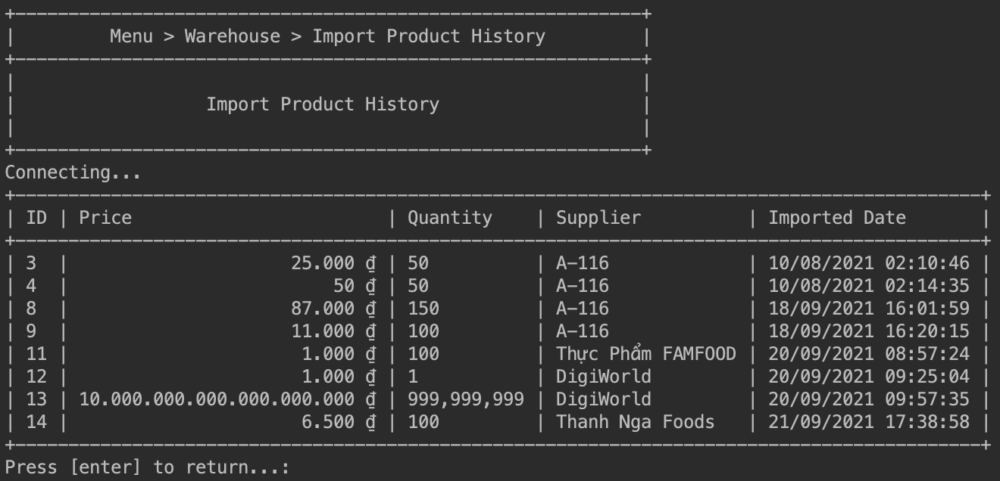 Menu > Warehouse > Import Product History
Import Product History
Connecting...
| ID | Price | Quantity | Supplier | Imported Date |
| 3 | 25.000 ₫ | 50 | A-116 | 10/08/2021 02:10:46 |
| 4 | 50 ₫ | 50 | A-116 | 10/08/2021 02:14:35 |
| 8 | 87.000 ₫ | 150 | A-116 | 18/09/2021 16:01:59 |
| 9 | 11.000 ₫ | 100 | A-116 | 18/09/2021 16:20:15 |
| 11 | 1.000 ₫ | 100 | Thực Phẩm FAMFOOD | 20/09/2021 08:57:24 |
| 12 | 1.000 ₫ | 1 | DigiWorld | 20/09/2021 09:25:04 |
| 13 | 10.000.000.000.000.000.000 ₫ | 999,999,999 | DigiWorld | 20/09/2021 09:57:35 |
| 14 | 6.500 ₫ | 100 | Thanh Nga Foods | 21/09/2021 17:38:58 |
Press [enter] to return...: